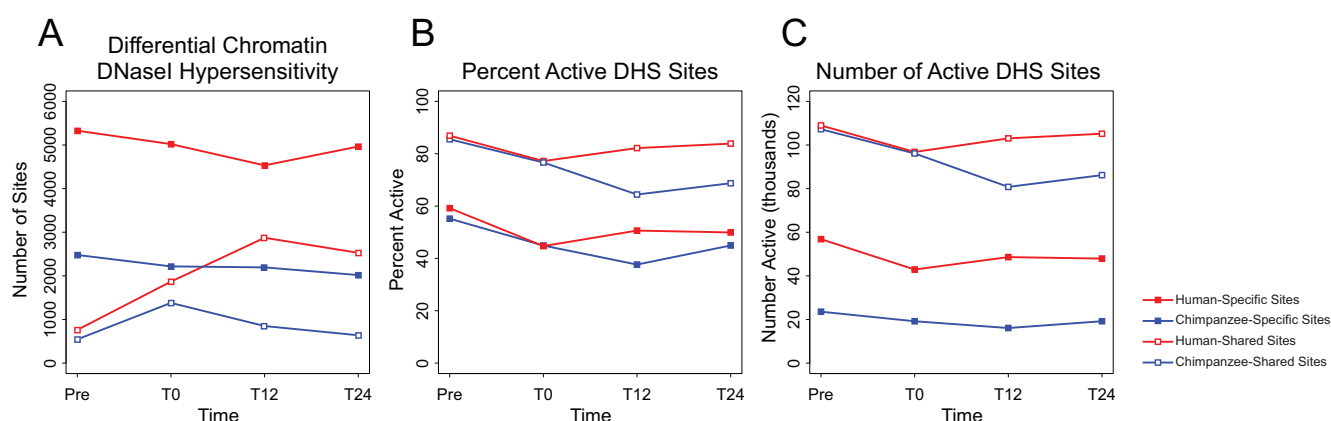 A
Differential Chromatin
DNaseI Hypersensitivity
Number of Sites
6000
5000
4000
3000
2000
1000
0
Pre
T0
T12
T24
Time
B
Percent Active DHS Sites
Percent Active
100
80
60
40
20
0
Pre
T0
T12
T24
Time
C
Number of Active DHS Sites
Number Active (thousands)
120
100
80
60
40
20
0
Pre
T0
T12
T24
Time
Human-Specific Sites
Chimpanzee-Specific Sites
Human-Shared Sites
Chimpanzee-Shared Sites